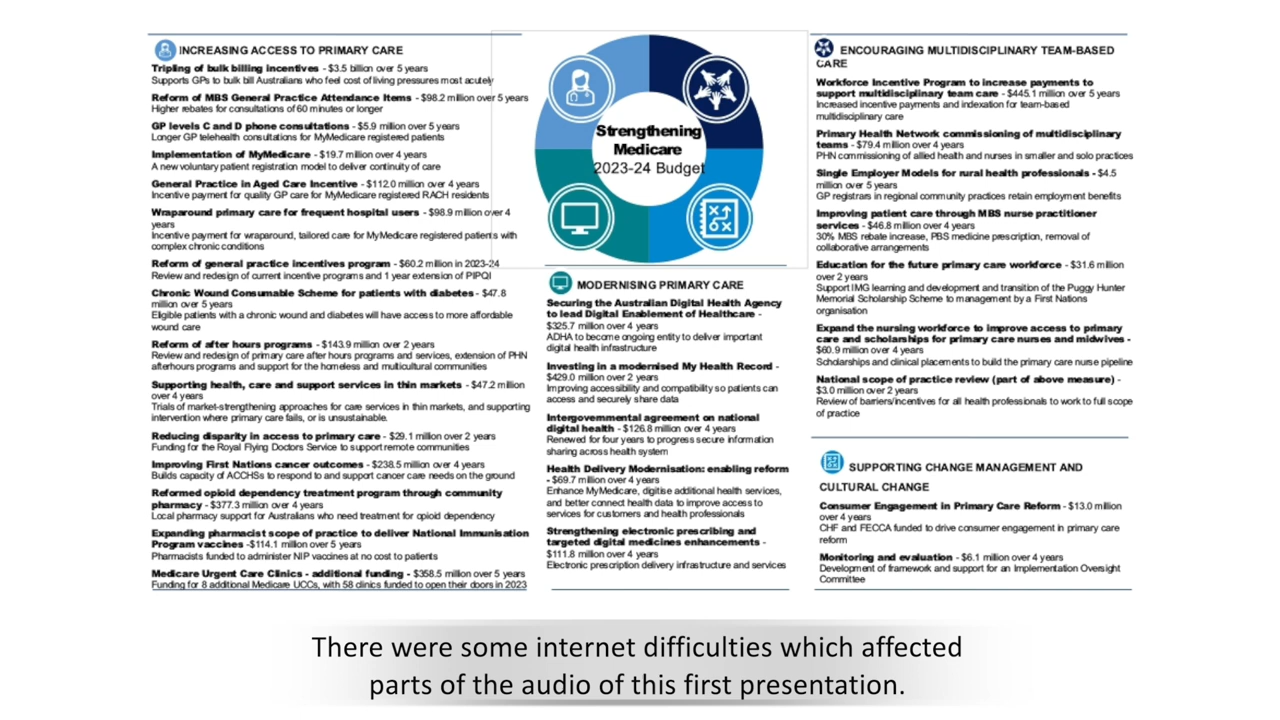 INCREASING ACCESS TO PRIMARY CARE
Tripling of bulk billing incentives - $3.5 billion over 5 years
Supports GPs to bulk bill Australians who feel cost of living pressures most acutely
Reform of MBS General Practice Attendance Items - $98.2 million over 5 years
Higher rebates for consultations of 60 minutes or longer
GP levels C and D phone consultations - $5.9 million over 5 years
Longer GP telehealth consultations for MyMedicare registered patients
Implementation of MyMedicare - $19.7 million over 4 years
A new voluntary patient registration model to deliver continuity of care
General Practice in Aged Care Incentive - $112.0 million over 4 years
Incentive payment for quality GP care for MyMedicare registered RACH residents
Wraparound primary care for frequent hospital users - $98.9 million over 4
years
Incentive payment for wraparound, tailored care for MyMedicare registered patients with
complex chronic conditions
Reform of general practice incentives program - $60.2 million in 2023-24
Review and redesign of current incentive programs and 1 year extension of PIPQI
Chronic Wound Consumable Scheme for patients with diabetes - $47.8
million over 5 years
Eligible patients with a chronic wound and diabetes will have access to more affordable
wound care
Reform of after hours programs - $143.9 million over 2 years
Review and redesign of primary care after hours programs and services, extension of PHN
afterhours programs and support for the homeless and multicultural communities
Supporting health, care and support services in thin markets - $47.2 million
over 4 years
Trials of market-strengthening approaches for care services in thin markets, and supporting
intervention where primary care fails, or is unsustainable.
Reducing disparity in access to primary care - $29.1 million over 2 years
Funding for the Royal Flying Doctors Service to support remote communities
Improving First Nations cancer outcomes - $238.5 million over 4 years
Builds capacity of ACCHSs to respond to and support cancer care needs on the ground
Reformed opioid dependency treatment program through community
pharmacy - $377.3 million over 4 years
Local pharmacy support for Australians who need treatment for opioid dependency
Expanding pharmacist scope of practice to deliver National Immunisation
Program vaccines -$114.1 million over 5 years
Pharmacists funded to administer NIP vaccines at no cost to patients
Medicare Urgent Care Clinics - additional funding - $358.5 million over 5 years
Funding for 8 additional Medicare UCCs, with 58 clinics funded to open their doors in 2023
Strengthening
Medicare
2023-24 Budget
MODERNISING PRIMARY CARE
Securing the Australian Digital Health Agency
to lead Digital Enablement of Healthcare -
$325.7 million over 4 years
ADHA to become ongoing entity to deliver important
digital health infrastructure
Investing in a modernised My Health Record -
$429.0 million over 2 years
Improving accessibility and compatibility so patients can
access and securely share data
Intergovernmental agreement on national
digital health - $126.8 million over 4 years
Renewed for four years to progress secure information
sharing across health system
Health Delivery Modernisation: enabling reform
- $69.7 million over 4 years
Enhance MyMedicare, digitise additional health services,
and better connect health data to improve access to
services for customers and health professionals
Strengthening electronic prescribing and
targeted digital medicines enhancements -
$111.8 million over 4 years
Electronic prescription delivery infrastructure and services
ENCOURAGING MULTIDISCIPLINARY TEAM-BASED
CARE
Workforce Incentive Program to increase payments to
support multidisciplinary team care - $445.1 million over 5 years
Increased incentive payments and indexation for team-based
multidisciplinary care
Primary Health Network commissioning of multidisciplinary
teams - $79.4 million over 4 years
PHN commissioning of allied health and nurses in smaller and solo practices
Single Employer Models for rural health professionals - $4.5
million over 5 years
GP registrars in regional community practices retain employment benefits
Improving patient care through MBS nurse practitioner
services - $46.8 million over 4 years
30% MBS rebate increase, PBS medicine prescription, removal of
collaborative arrangements
Education for the future primary care workforce - $31.6 million
over 2 years
Support IMG learning and development and transition of the Puggy Hunter
Memorial Scholarship Scheme to management by a First Nations
organisation
Expand the nursing workforce to improve access to primary
care and scholarships for primary care nurses and midwives -
$60.9 million over 4 years
Scholarships and clinical placements to build the primary care nurse pipeline
National scope of practice review (part of above measure) -
$3.0 million over 2 years
Review of barriers/incentives for all health professionals to work to full scope
of practice
SUPPORTING CHANGE MANAGEMENT AND
CULTURAL CHANGE
Consumer Engagement in Primary Care Reform - $13.0 million
over 4 years
CHF and FECCA funded to drive consumer engagement in primary care
reform
Monitoring and evaluation - $6.1 million over 4 years
Development of framework and support for an Implementation Oversight
Committee
There were some internet difficulties which affected
parts of the audio of this first presentation.